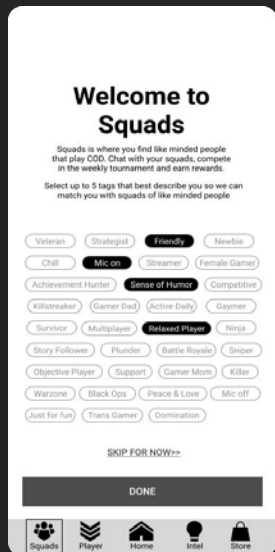 Welcome to
Squads
Squads is where you find like minded people
that play COD. Chat with your squads, compete
in the weekly tournament and earn rewards.
Select up to 5 tags that best describe you so we can
match you with squads of like minded people
Veteran Strategist Friendly Newbie
Chill Mic on Streamer Female Gamer
Achievement Hunter Sense of Humor Competitive
Killstreaker Gamer Dad Active Daily Gaymer
Survivor Multiplayer Relaxed Player Ninja
Story Follower Plunder Battle Royale Sniper
Objective Player Support Gamer Mom Killer
Warzone Black Ops Peace & Love Mic off
Just for fun Trans Gamer Domination
SKIP FOR NOW>>
DONE
Squads Player Home Intel Store